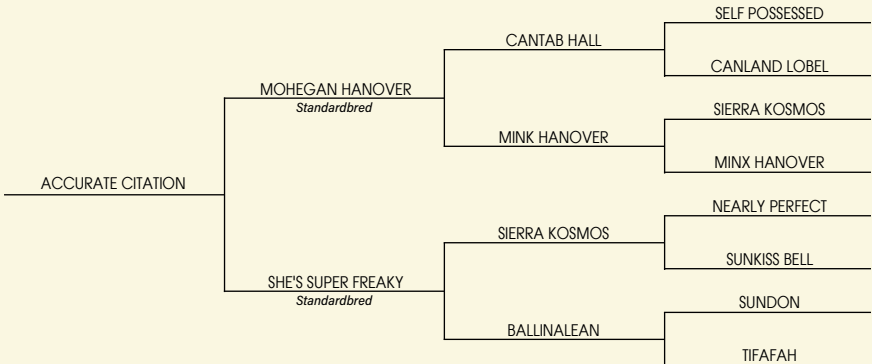 SELF POSSESSED
CANTAB HALL
CANLAND LOBEL
MOHEGAN HANOVER
Standardbred
SIERRA KOSMOS
MINK HANOVER
MINX HANOVER
ACCURATE CITATION
NEARLY PERFECT
SIERRA KOSMOS
SUNKISS BELL
SHE'S SUPER FREAKY
Standardbred
SUNDON
BALLINALEAN
TIFAFAH